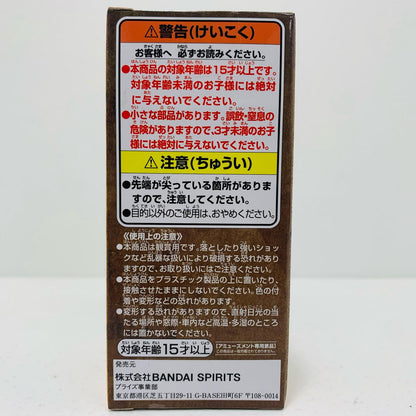 ⚠警告(けいこく)
お客様へ 必ずお読みください。
●本商品の対象年齢は15才以上です。
対象年齢未満のお子様には絶対
に与えないでください。
●小さな部品があります。誤飲・窒息の
危険がありますので、3才未満のお子
様には絶対に与えないでください。
⚠注意(ちゅうい)
●先端が尖っている箇所がありま
すので、注意してください。
●目的以外のご使用は、おやめください。
《使用上の注意》
●本商品は観賞用です。落としたり強いショッ
クなど乱暴な扱いにより破損する恐れがあり
ますので、お取り扱いにはご注意ください。
●本商品をプラスチック製品の上に置いたり、
接触させたままにしないでください。色の付
着や変形などの恐れがあります。
●変形する恐れがありますので、直射日光の当
たる場所や窓際、車内など高温・多湿のところ
には置かないでください。
対象年齢15才以上
【アミューズメント専用景品】
発売元
株式会社BANDAI SPIRITS
プライズ事業部
東京都港区芝五丁目29-11 G-BASE田町6F 〒108-0014